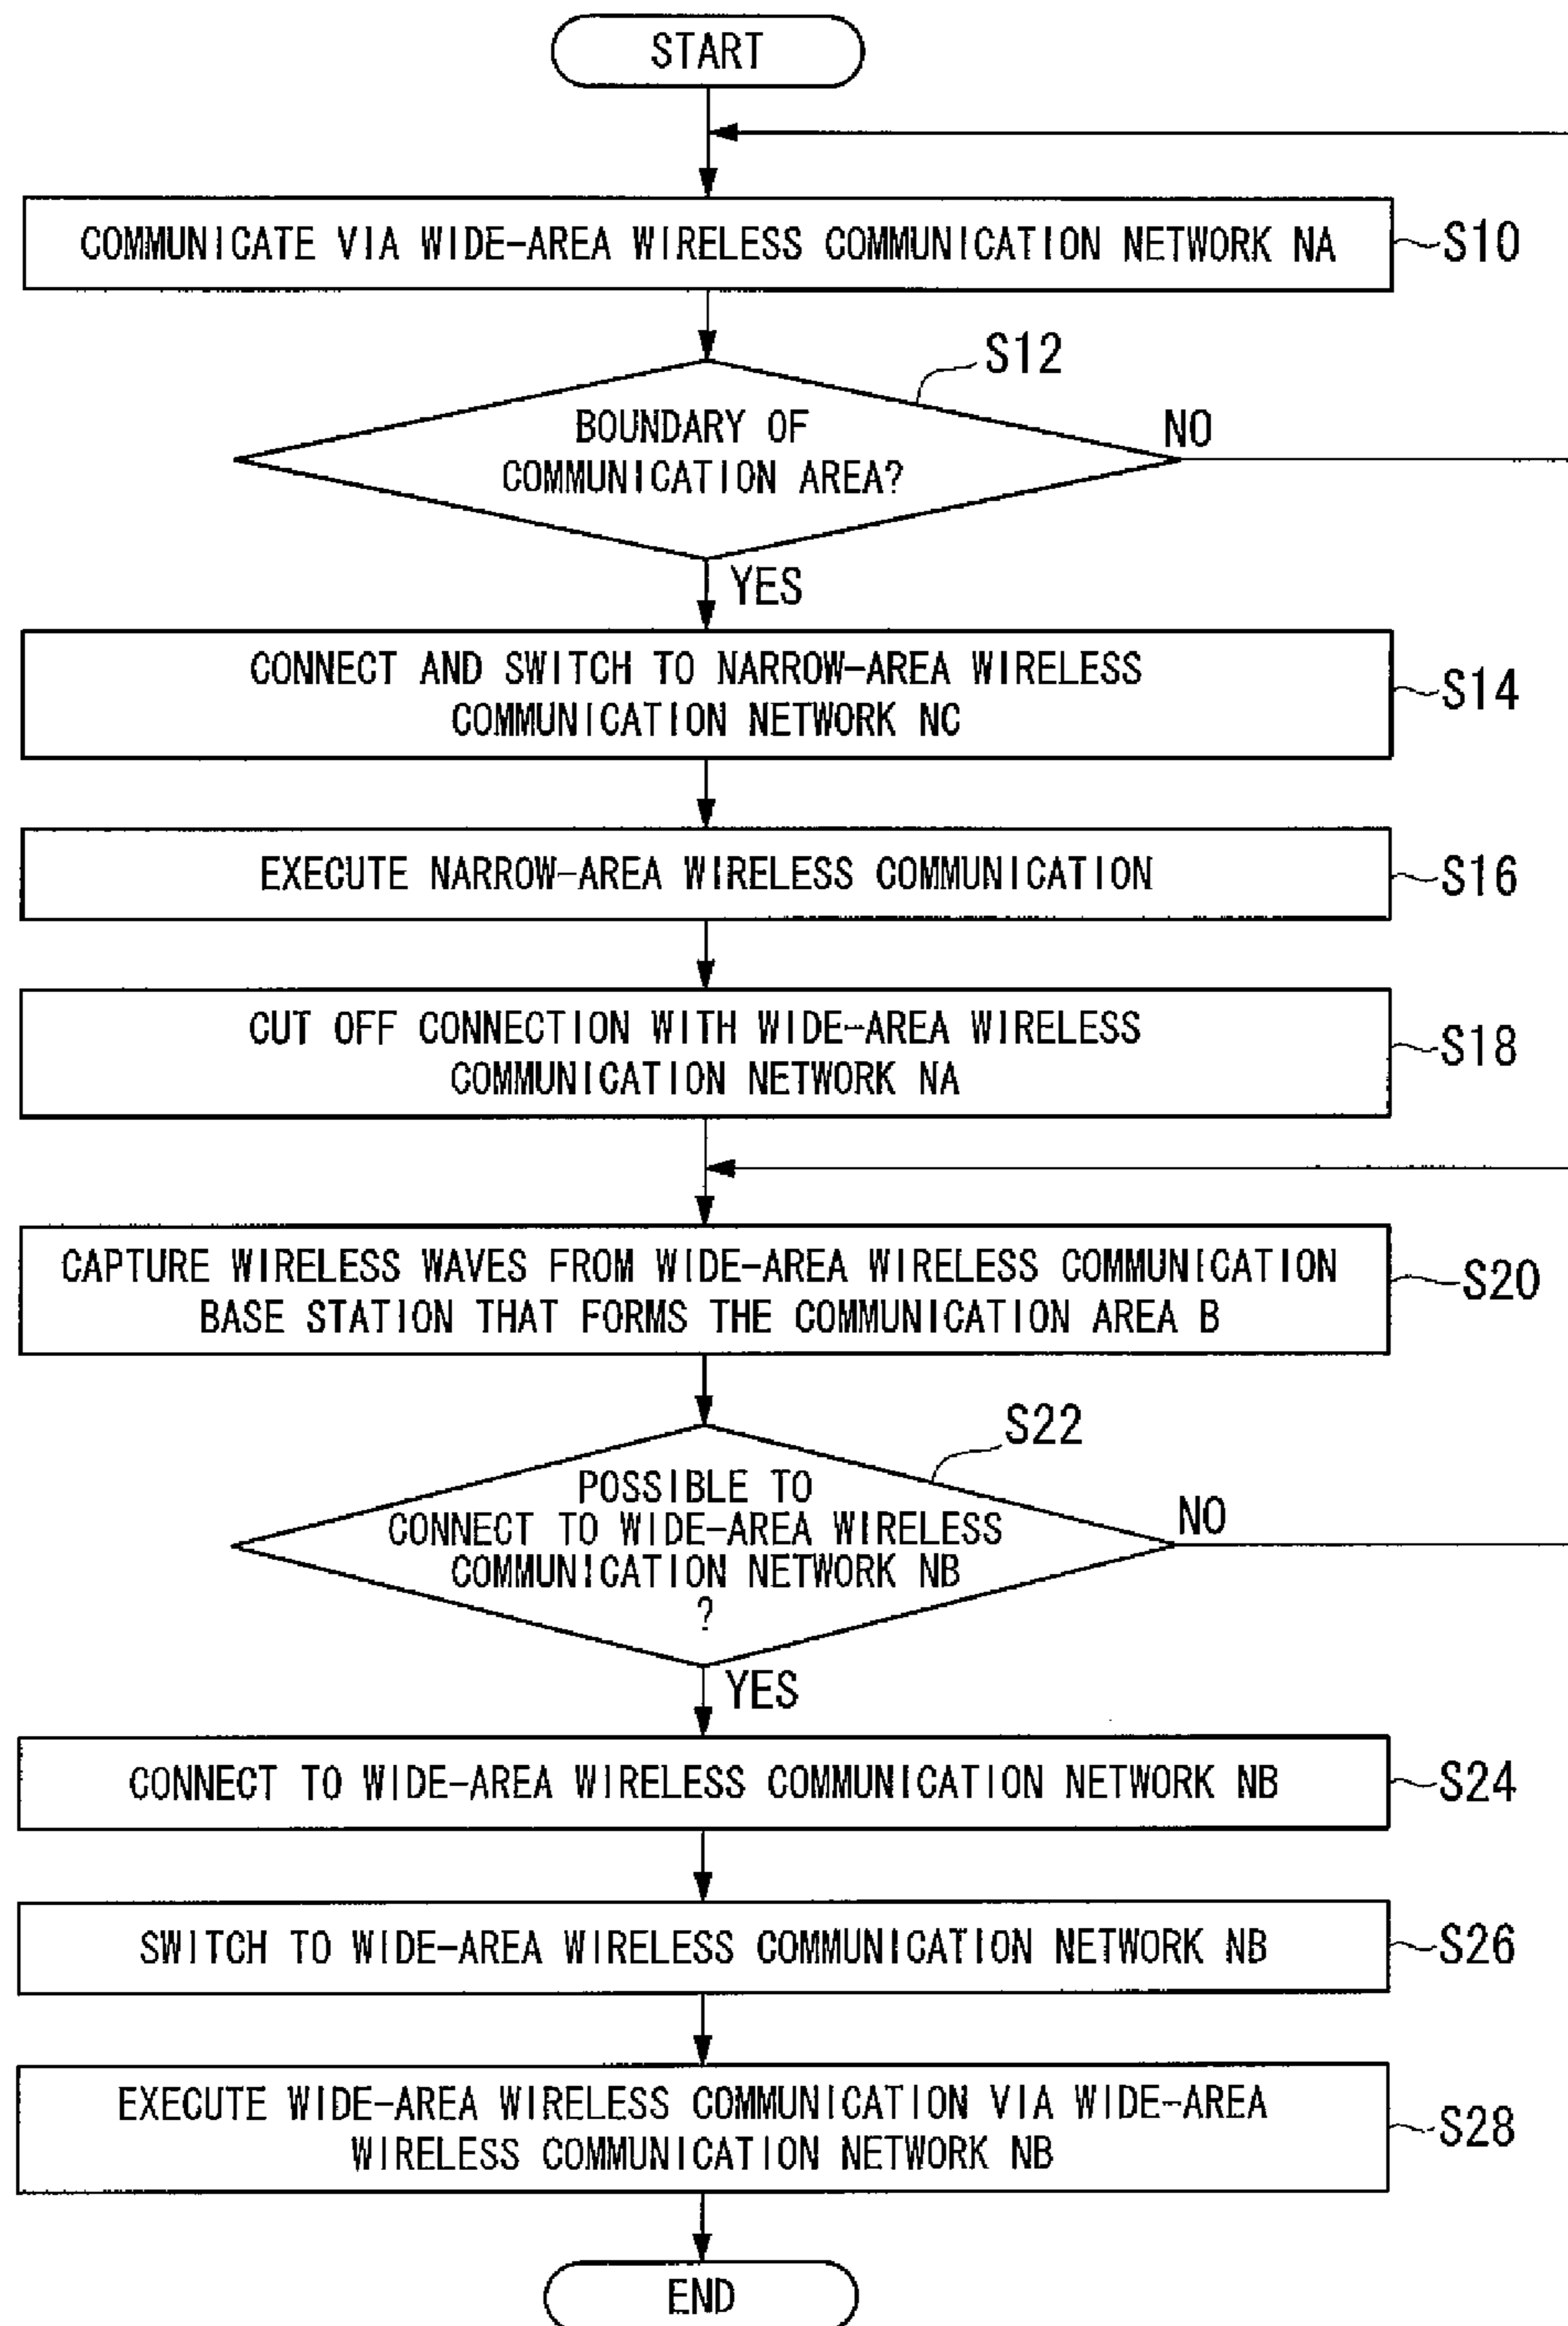 START
COMMUNICATE VIA WIDE-AREA WIRELESS COMMUNICATION NETWORK NA
S10
S12
BOUNDARY OF
COMMUNICATION AREA?
NO
YES
CONNECT AND SWITCH TO NARROW-AREA WIRELESS
COMMUNICATION NETWORK NC
S14
EXECUTE NARROW-AREA WIRELESS COMMUNICATION
S16
CUT OFF CONNECTION WITH WIDE-AREA WIRELESS
COMMUNICATION NETWORK NA
S18
CAPTURE WIRELESS WAVES FROM WIDE-AREA WIRELESS COMMUNICATION
BASE STATION THAT FORMS THE COMMUNICATION AREA B
S20
S22
POSSIBLE TO
CONNECT TO WIDE-AREA WIRELESS
COMMUNICATION NETWORK NB
?
NO
YES
CONNECT TO WIDE-AREA WIRELESS COMMUNICATION NETWORK NB
S24
SWITCH TO WIDE-AREA WIRELESS COMMUNICATION NETWORK NB
S26
EXECUTE WIDE-AREA WIRELESS COMMUNICATION VIA WIDE-AREA
WIRELESS COMMUNICATION NETWORK NB
S28
END